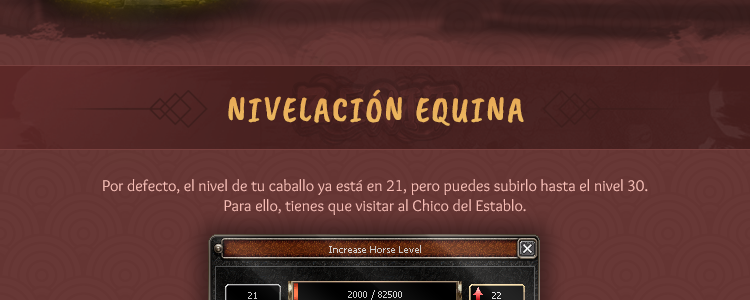 NIVELACIÓN EQUINA
Por defecto, el nivel de tu caballo ya está en 21, pero puedes subirlo hasta el nivel 30.
Para ello, tienes que visitar al Chico del Establo.
Increase Horse Level
21 2000 / 82500 22